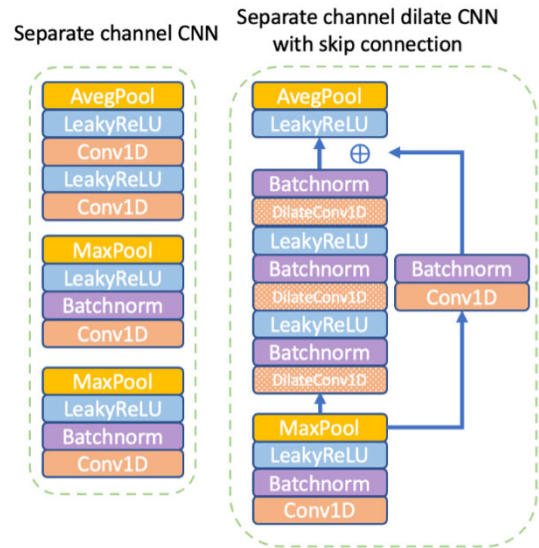 Separate channel CNN
AvegPool
LeakyReLU
Conv1D
LeakyReLU
Conv1D
MaxPool
LeakyReLU
Batchnorm
Conv1D
MaxPool
LeakyReLU
Batchnorm
Conv1D
Separate channel dilate CNN
with skip connection
AvegPool
LeakyReLU
Batchnorm
DilateConv1D
LeakyReLU
Batchnorm
DilateConv1D
LeakyReLU
Batchnorm
DilateConv1D
MaxPool
LeakyReLU
Batchnorm
Conv1D
Batchnorm
Conv1D